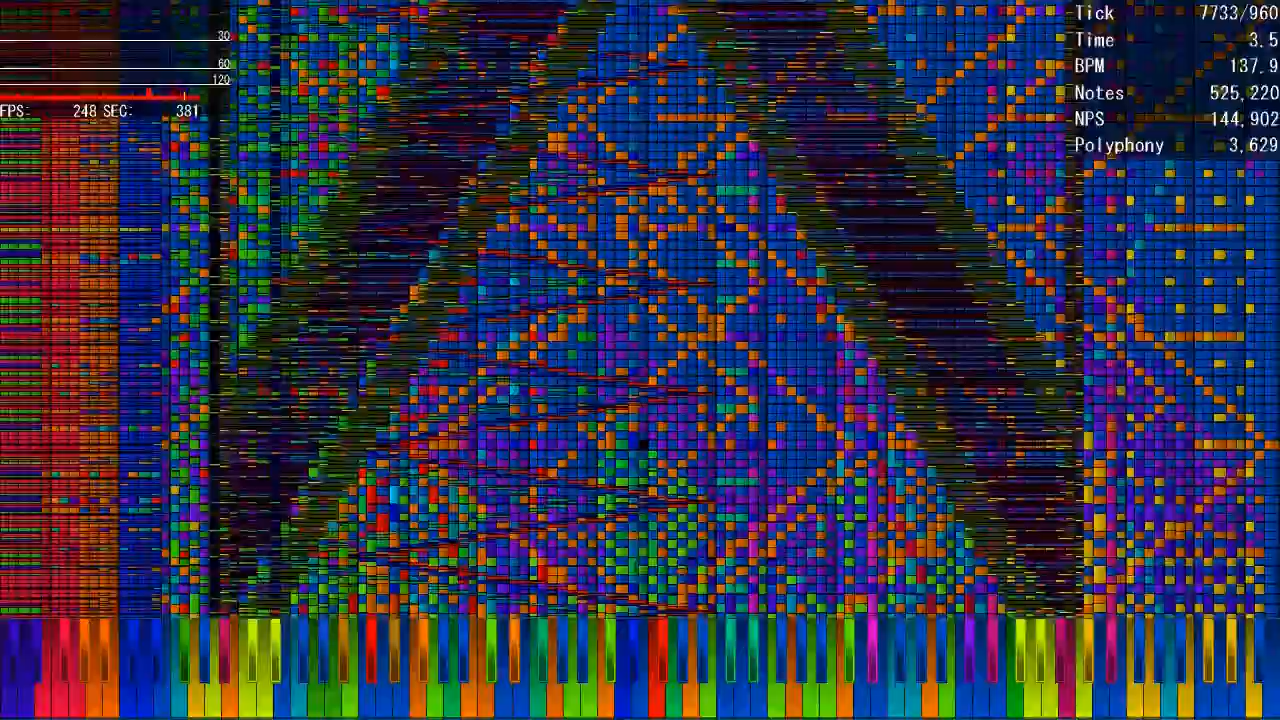 30
60
120
FPS: 248 SEC: 381
Tick 7733/960
Time 3.5
BPM 137.9
Notes 525,220
NPS 144,902
Polyphony 3,629